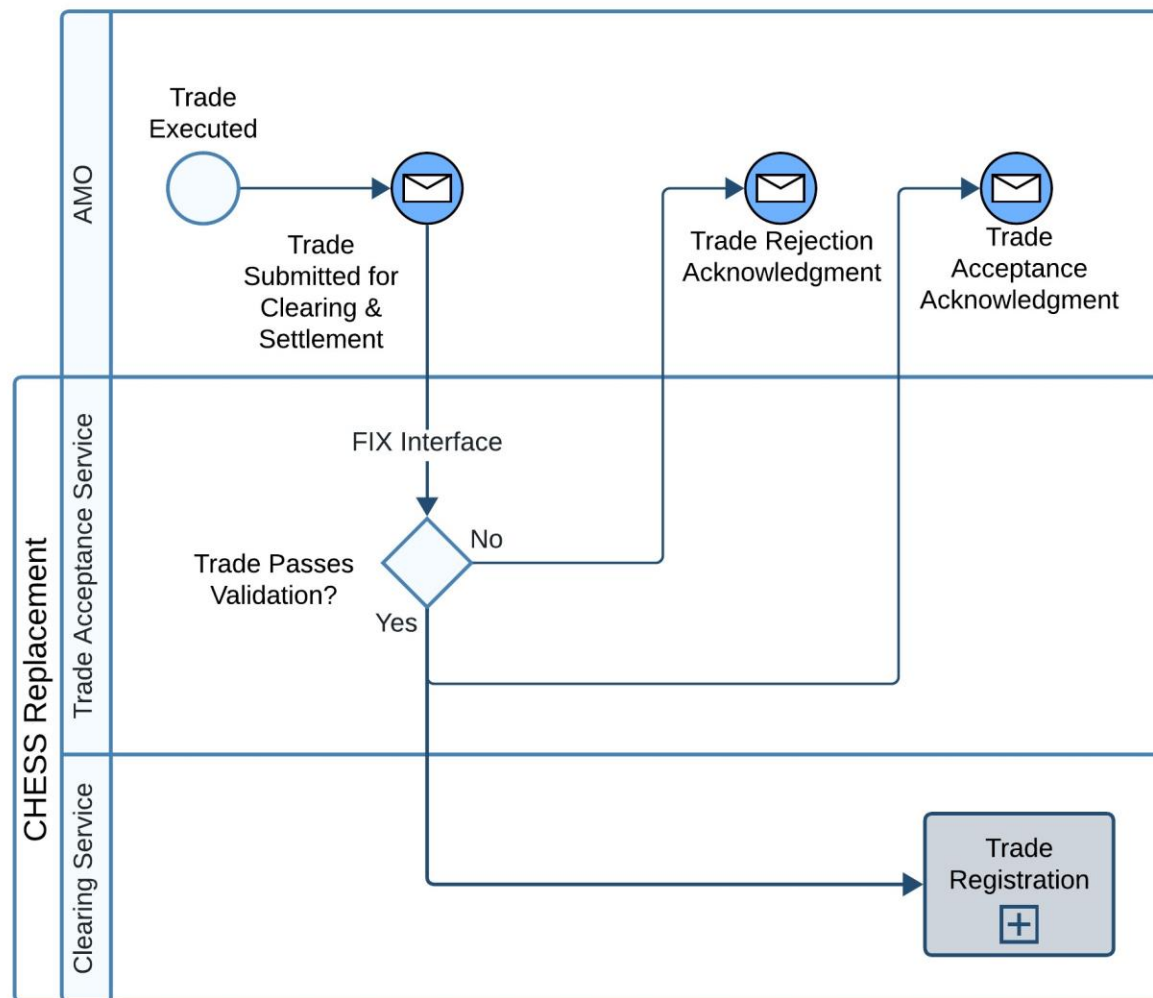 AMO
Trade
Executed
Trade
Submitted for
Clearing &
Settlement
Trade Rejection
Acknowledgment
Trade
Acceptance
Acknowledgment
CHESS Replacement
Trade Acceptance Service
FIX Interface
Trade Passes
Validation?
No
Yes
Clearing Service
Trade
Registration